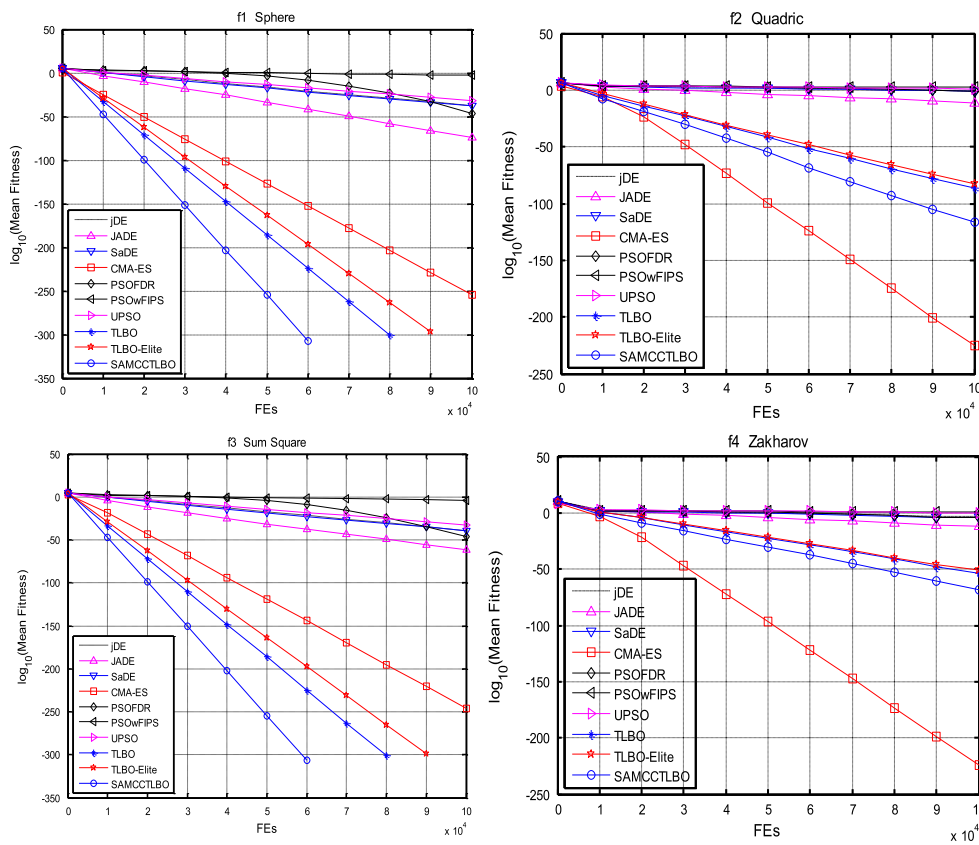 f1 Sphere
log10(Mean Fitness)
50
0
-50
-100
-150
-200
-250
-300
-350
jDE
JADE
SaDE
CMA-ES
PSOFDR
PSOwFIPS
UPSO
TLBO
TLBO-Elite
SAMCCTLBO
0 1 2 3 4 5 6 7 8 9 10
FEs
x 10^4
f2 Quadric
log10(Mean Fitness)
50
0
-50
-100
-150
-200
-250
jDE
JADE
SaDE
CMA-ES
PSOFDR
PSOwFIPS
UPSO
TLBO
TLBO-Elite
SAMCCTLBO
0 1 2 3 4 5 6 7 8 9 10
FEs
x 10^4
f3 Sum Square
log10(Mean Fitness)
50
0
-50
-100
-150
-200
-250
-300
-350
jDE
JADE
SaDE
CMA-ES
PSOFDR
PSOwFIPS
UPSO
TLBO
TLBO-Elite
SAMCCTLBO
0 1 2 3 4 5 6 7 8 9 10
FEs
x 10^4
f4 Zakharov
log10(Mean Fitness)
50
0
-50
-100
-150
-200
-250
jDE
JADE
SaDE
CMA-ES
PSOFDR
PSOwFIPS
UPSO
TLBO
TLBO-Elite
SAMCCTLBO
0 1 2 3 4 5 6 7 8 9 10
FEs
x 10^4